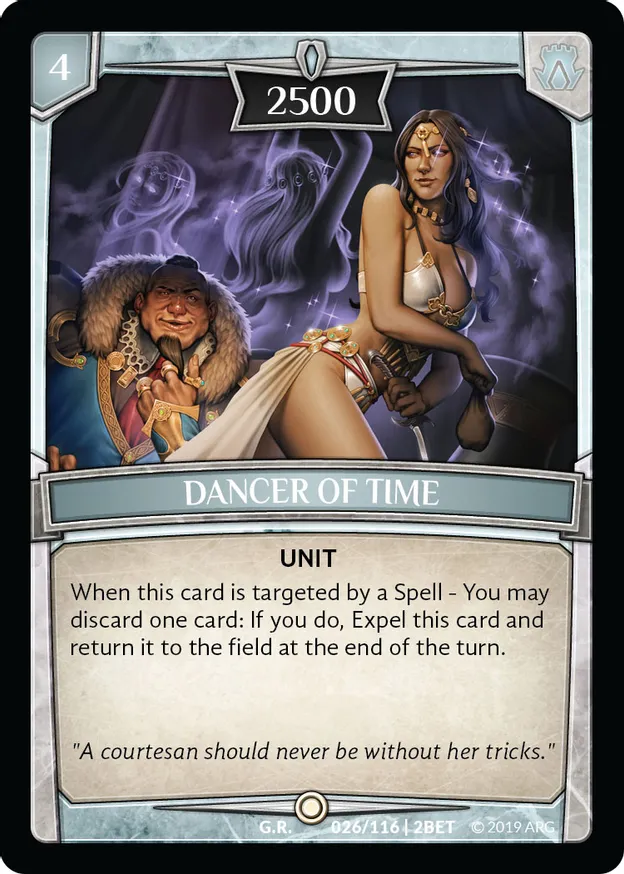 4
2500
DANCER OF TIME
UNIT
When this card is targeted by a Spell - You may
discard one card: If you do, Expel this card and
return it to the field at the end of the turn.
"A courtesan should never be without her tricks."
G.R. 026/116 | 2BET © 2019 ARG